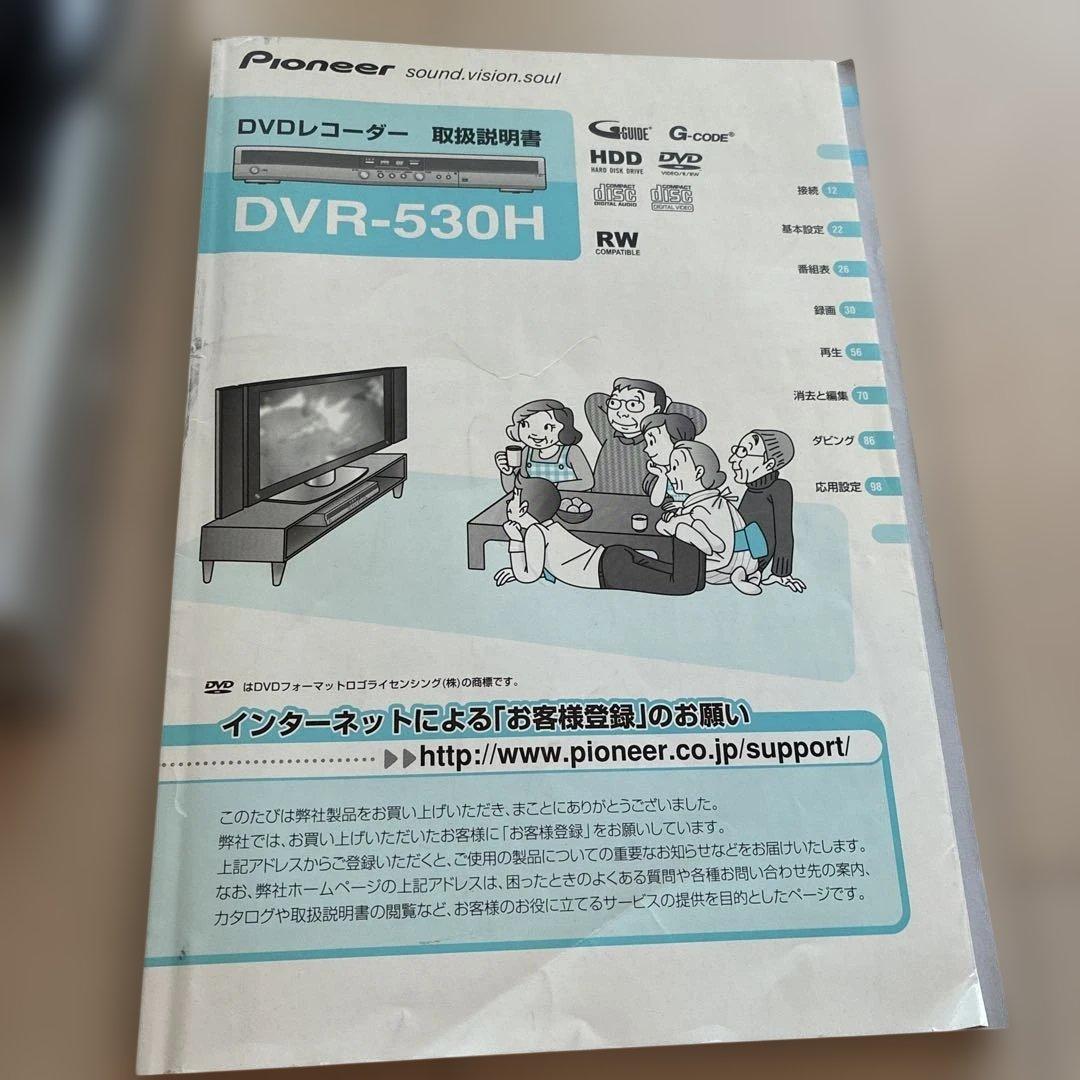 Pioneer sound.vision.soul
DVDレコーダー 取扱説明書
DVR-530H
G-GUIDE® G-CODE®
HDD
HARD DISK DRIVE
DVD
VIDEO/R/RW
COMPACT
disc
DIGITAL AUDIO
COMPACT
disc
DIGITAL VIDEO
RW
COMPATIBLE
接続 12
基本設定 22
番組表 26
録画 30
再生 56
消去と編集 70
ダビング 86
応用設定 98
DVD はDVDフォーマットロゴライセンシング(株)の商標です。
インターネットによる「お客様登録」のお願い
http://www.pioneer.co.jp/support/
このたびは弊社製品をお買い上げいただき、まことにありがとうございました。
弊社では、お買い上げいただいたお客様に「お客様登録」をお願いしています。
上記アドレスからご登録いただくと、ご使用の製品についての重要なお知らせなどをお届けいたします。
なお、弊社ホームページの上記アドレスは、困ったときのよくある質問や各種お問い合わせ先の案内、
カタログや取扱説明書の閲覧など、お客様のお役に立てるサービスの提供を目的としたページです。